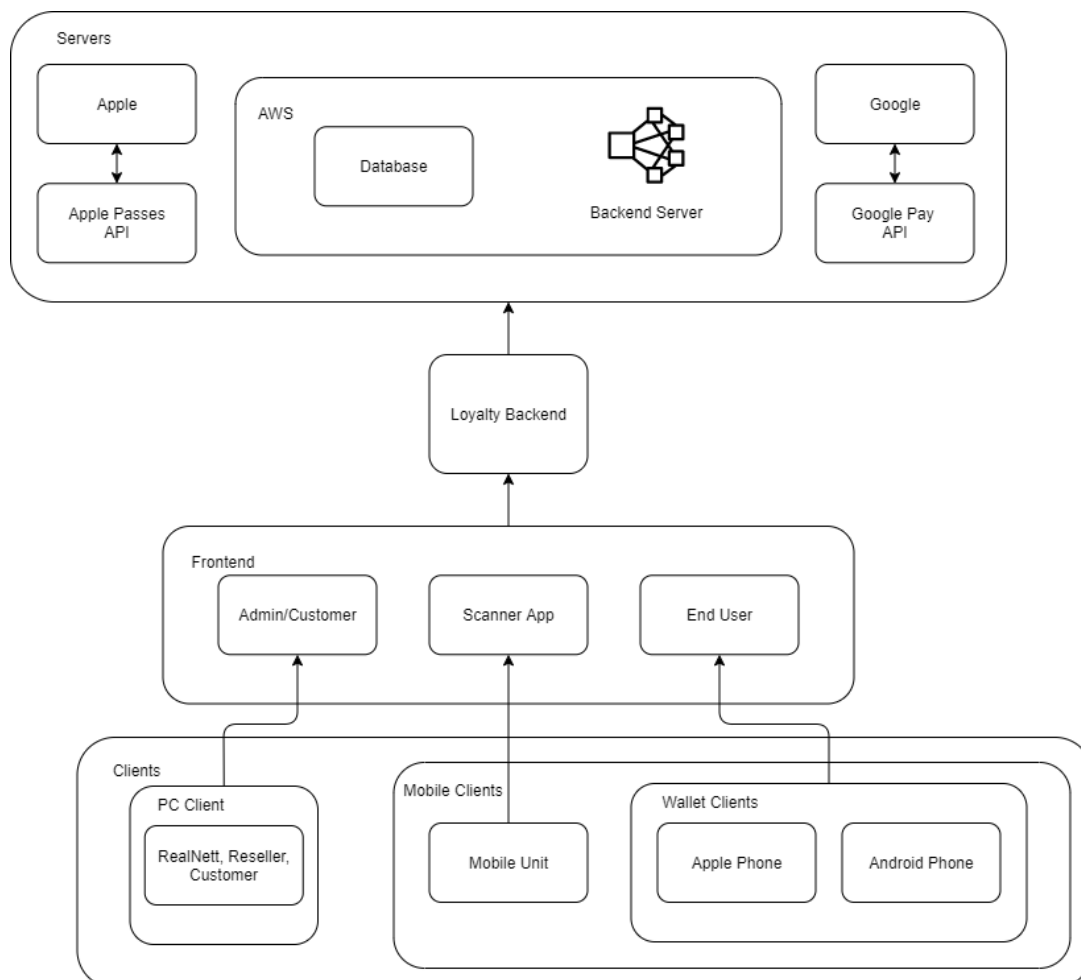 Servers
Apple
AWS
Google
Database
Apple Passes
API
Backend Server
Google Pay
API
Loyalty Backend
Frontend
Admin/Customer
Scanner App
End User
Clients
PC Client
RealNett, Reseller,
Customer
Mobile Clients
Mobile Unit
Wallet Clients
Apple Phone
Android Phone